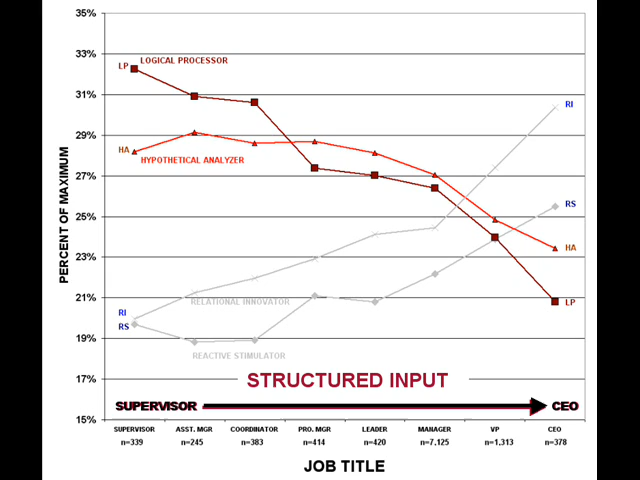 35%
33%
31%
29%
27%
25%
23%
21%
19%
17%
15%
PERCENT OF MAXIMUM
LP
LOGICAL PROCESSOR
HA
HYPOTHETICAL ANALYZER
RI
RS
HA
LP
RI
RS
RELATIONAL INNOVATOR
REACTIVE STIMULATOR
STRUCTURED INPUT
SUPERVISOR CEO
SUPERVISOR ASST. MGR COORDINATOR PRO. MGR LEADER MANAGER VP CEO
n=339 n=245 n=383 n=414 n=420 n=7,125 n=1,313 n=378
JOB TITLE